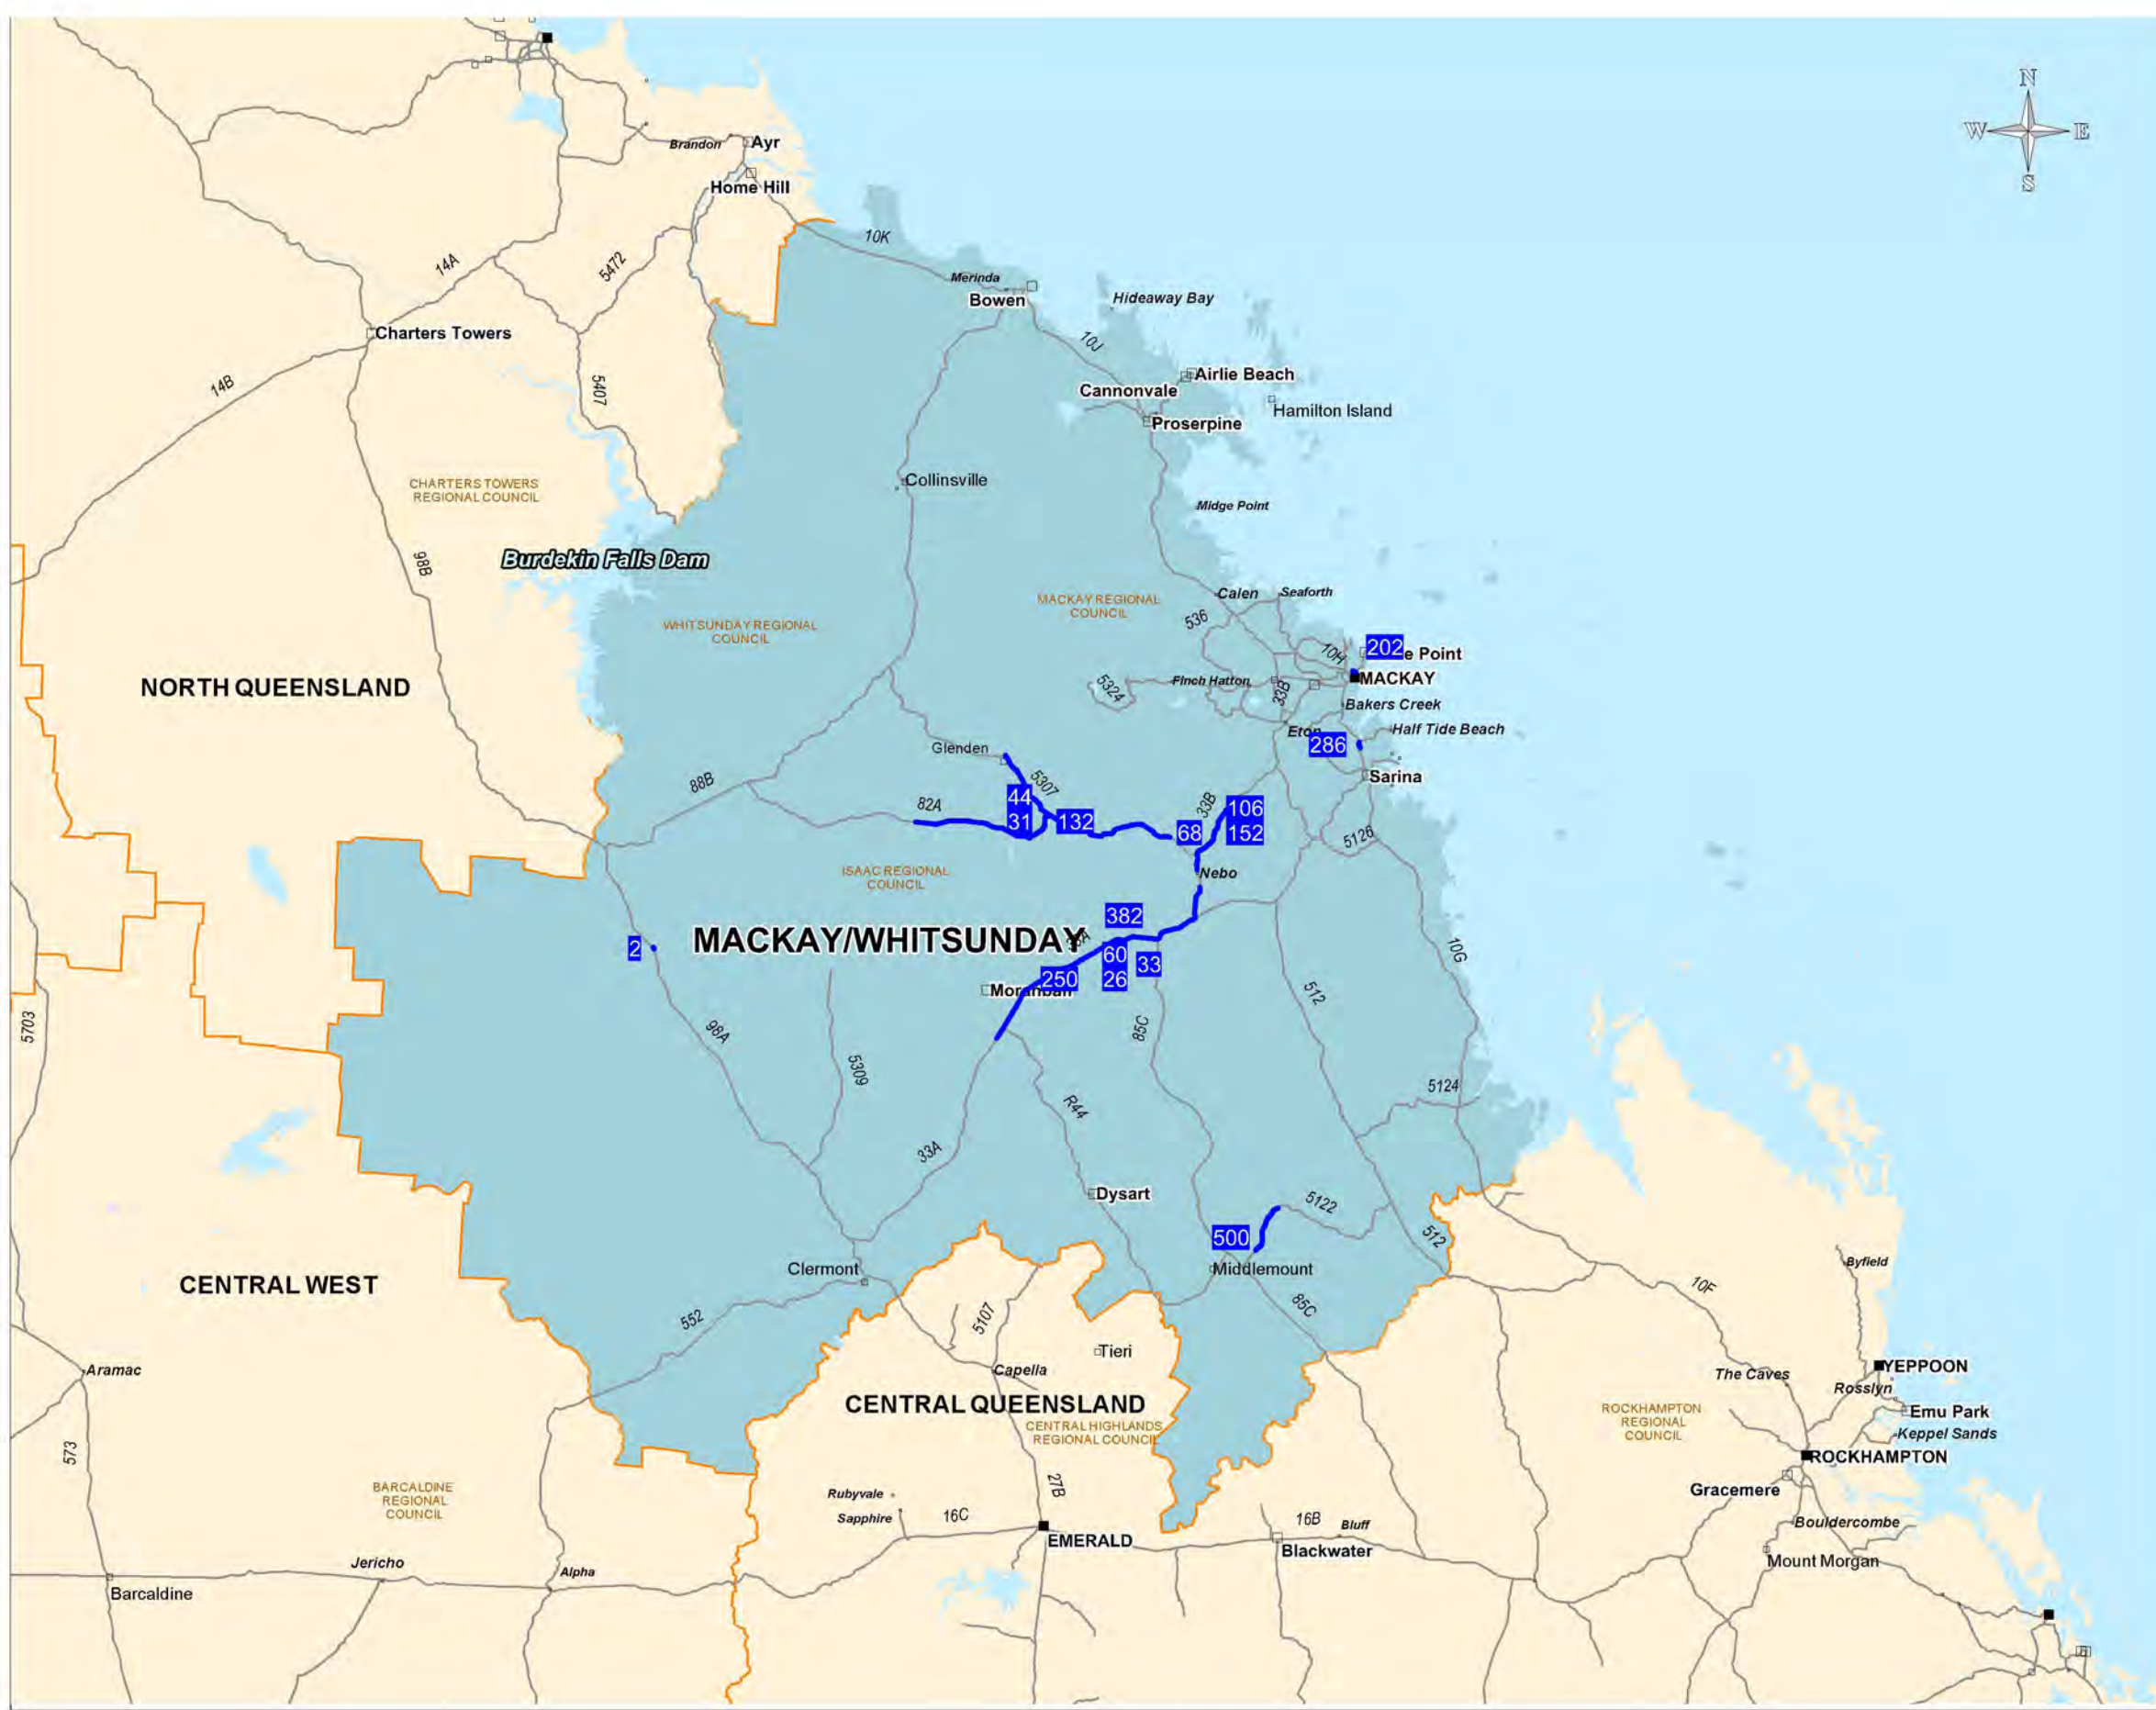 N
W E
S
Brandon
Ayr
Home Hill
10K
14A
5472
Merinda
Bowen
Hideaway Bay
10J
Charters Towers
14B
5407
Airlie Beach
Cannonvale
Hamilton Island
Proserpine
CHARTERS TOWERS
REGIONAL COUNCIL
Collinsville
Midge Point
98B
Burdekin Falls Dam
WHITSUNDAY REGIONAL
COUNCIL
MACKAY REGIONAL
COUNCIL
Calen
Seaforth
536
10H
202
e Point
NORTH QUEENSLAND
5324
Finch Hatton
33B
MACKAY
Bakers Creek
Eton
Half Tide Beach
286
Glenden
Sarina
88B
5307
82A
44
31
132
33B
68
106
152
5126
ISAAC REGIONAL
COUNCIL
Nebo
382
MACKAY/WHITSUNDAY
2
60
26
33
250
Moranbah
10G
512
5703
98A
85C
5309
R44
5124
33A
Dysart
5122
500
512
Clermont
Middlemount
CENTRAL WEST
10F
Byfield
552
5107
85C
Tieri
Aramac
Capella
The Caves
YEPPOON
Rosslyn
CENTRAL QUEENSLAND
CENTRAL HIGHLANDS
REGIONAL COUNCIL
ROCKHAMPTON
REGIONAL
COUNCIL
Emu Park
Keppel Sands
573
ROCKHAMPTON
BARCALDINE
REGIONAL
COUNCIL
27B
Gracemere
Rubyvale
Sapphire
16C
16B
Bluff
Bouldercombe
EMERALD
Blackwater
Mount Morgan
Jericho
Alpha
Barcaldine